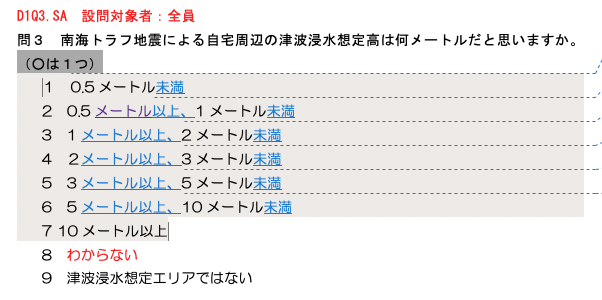 D1Q3.SA　設問対象者：全員
問３　南海トラフ地震による自宅周辺の津波浸水想定高は何メートルだと思いますか。
（〇は１つ）
１　0.5メートル未満
２　0.5メートル以上、１メートル未満
３　１メートル以上、２メートル未満
４　２メートル以上、３メートル未満
５　３メートル以上、５メートル未満
６　５メートル以上、10メートル未満
７ 10メートル以上
８　わからない
９　津波浸水想定エリアではない